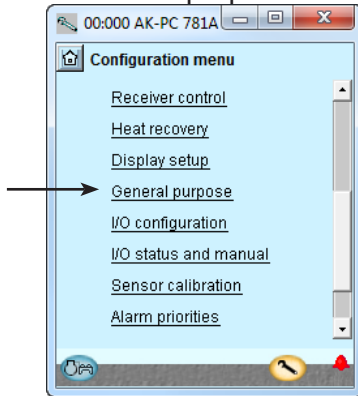 00:000 AK-PC 781A
Configuration menu
Receiver control
Heat recovery
Display setup
General purpose
I/O configuration
I/O status and manual
Sensor calibration
Alarm priorities